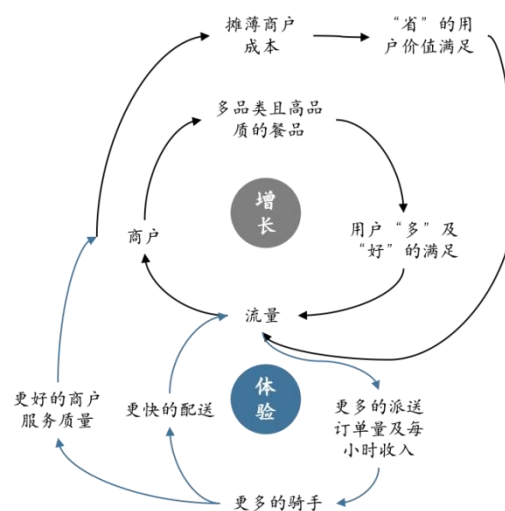 摊薄商户
成本
“省”的用
户价值满足
多品类且高品
质的餐品
增
长
商户
用户“多”及
“好”的满足
流量
体
验
更好的商户
服务质量
更快的配送
更多的派送
订单量及每
小时收入
更多的骑手